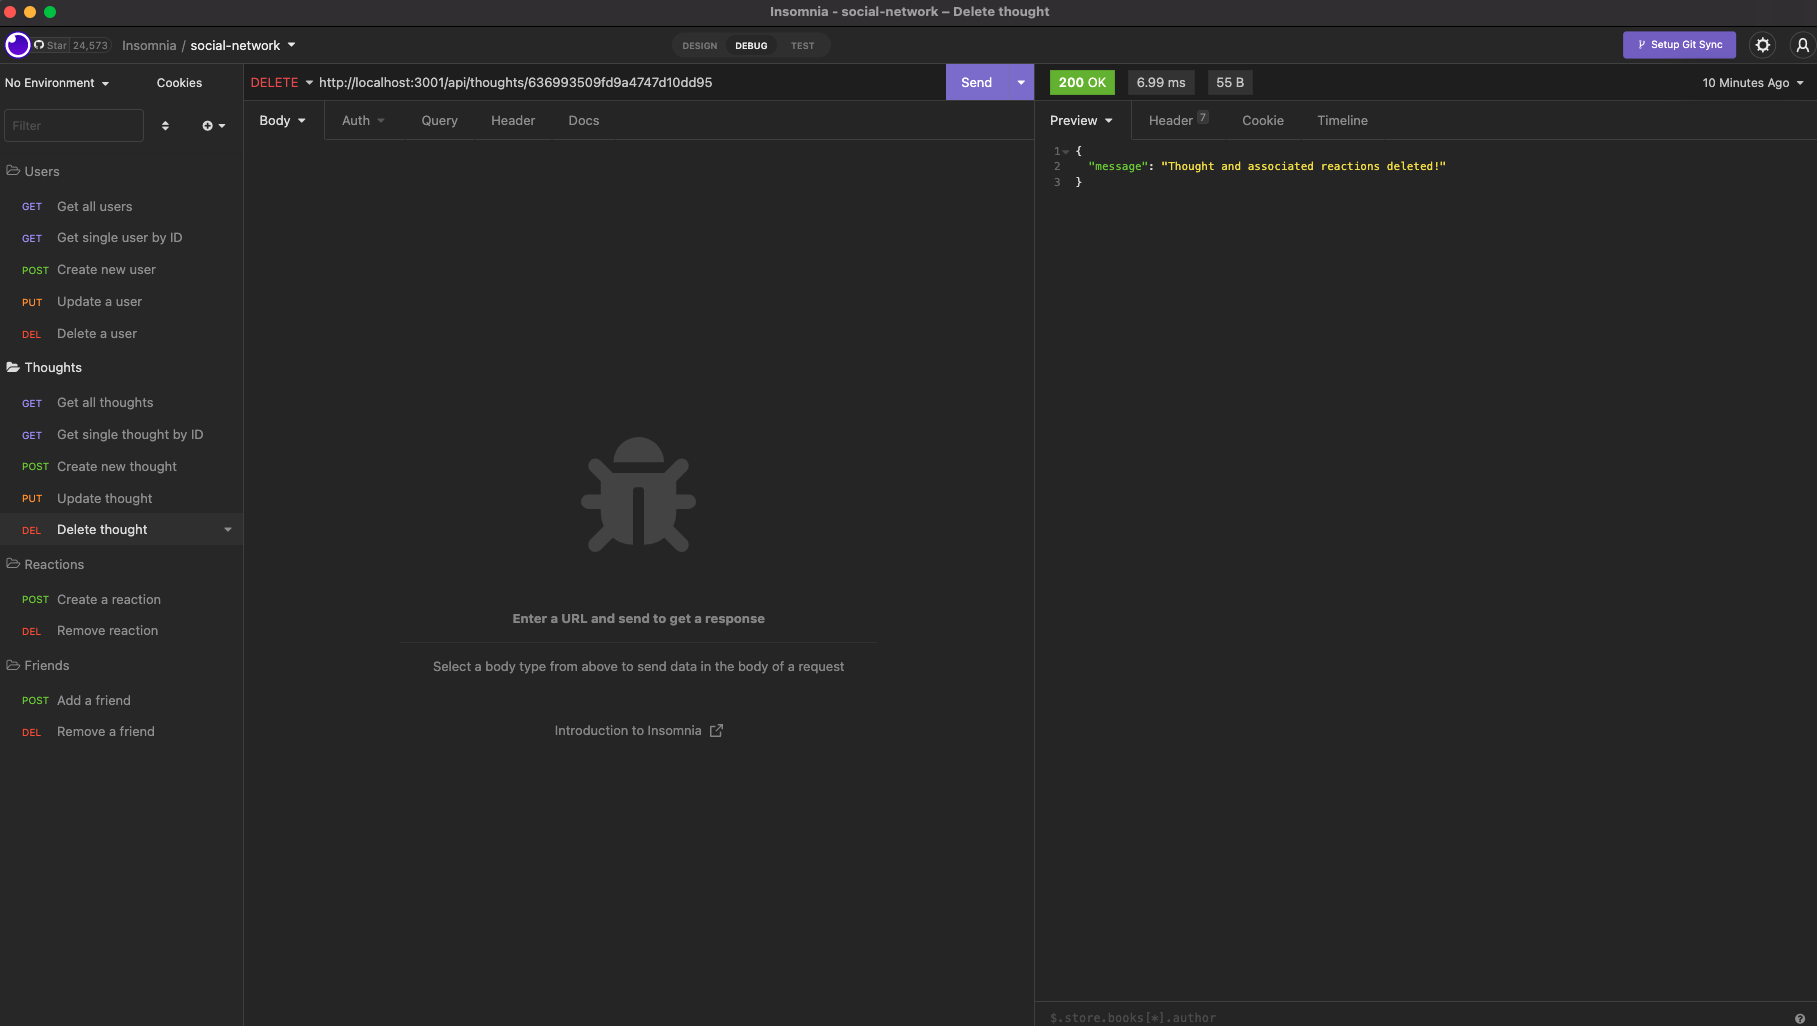 Insomnia - social-network – Delete thought
Star 24,573
Insomnia / social-network
DESIGN DEBUG TEST
Setup Git Sync
No Environment Cookies
DELETE http://localhost:3001/api/thoughts/636993509fd9a4747d10dd95 Send
200 OK 6.99 ms 55 B 10 Minutes Ago
Filter
Body Auth Query Header Docs
Preview Header 7 Cookie Timeline
Users
GET Get all users
GET Get single user by ID
POST Create new user
PUT Update a user
DEL Delete a user
Thoughts
GET Get all thoughts
GET Get single thought by ID
POST Create new thought
PUT Update thought
DEL Delete thought
Reactions
POST Create a reaction
DEL Remove reaction
Friends
POST Add a friend
DEL Remove a friend
Enter a URL and send to get a response
Select a body type from above to send data in the body of a request
Introduction to Insomnia
1 {
2 "message": "Thought and associated reactions deleted!"
3 }
$.store.books[*].author